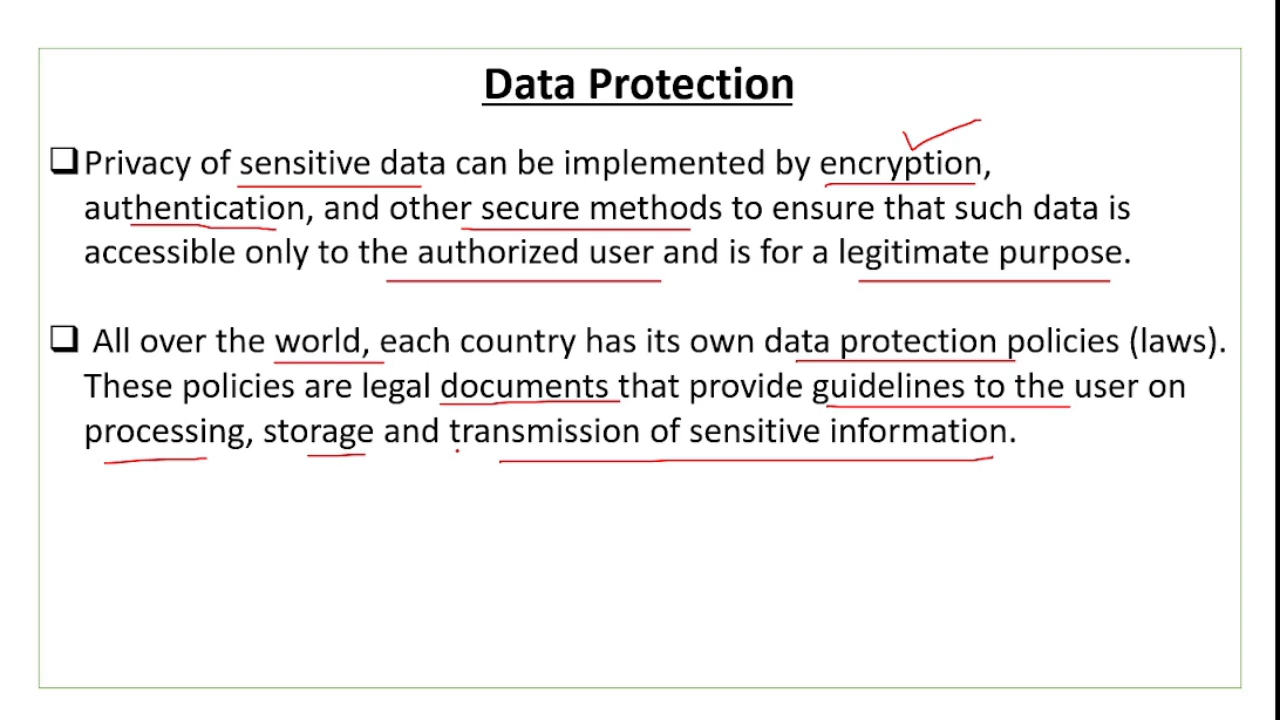 Data Protection
Privacy of sensitive data can be implemented by encryption,
authentication, and other secure methods to ensure that such data is
accessible only to the authorized user and is for a legitimate purpose.
All over the world, each country has its own data protection policies (laws).
These policies are legal documents that provide guidelines to the user on
processing, storage and transmission of sensitive information.